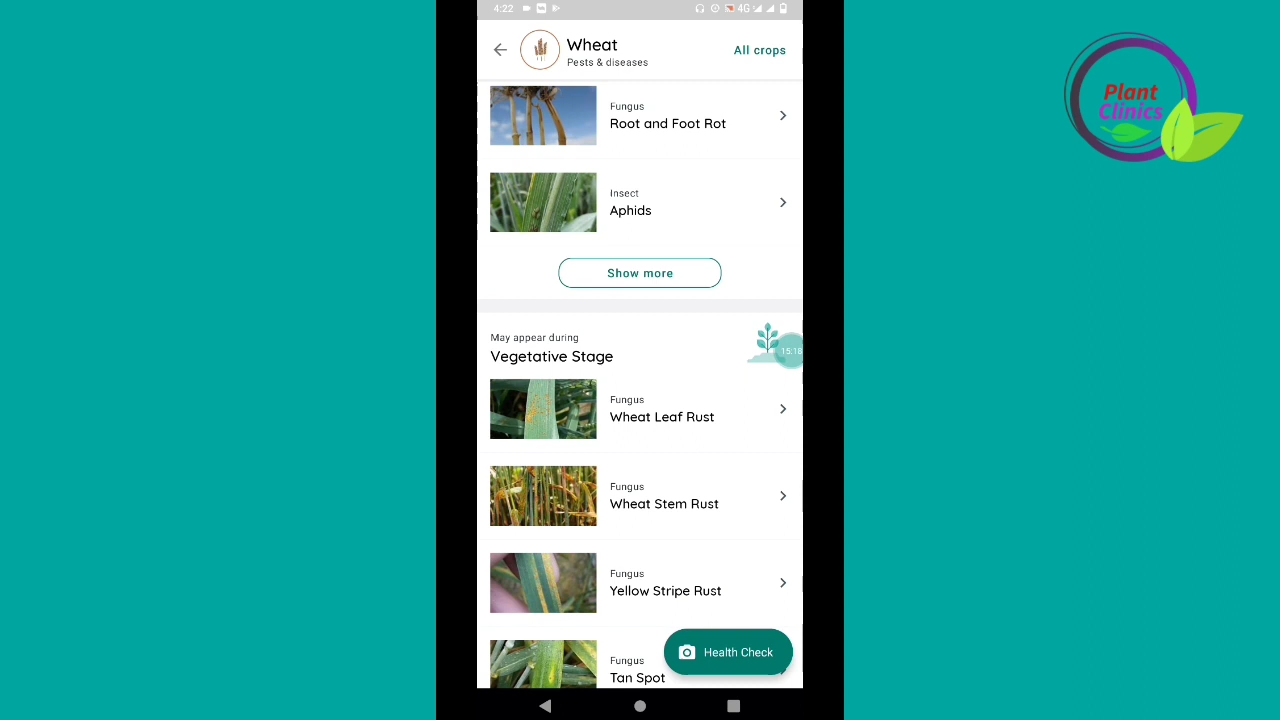 4:22
4G
Wheat
Pests & diseases
All crops
Fungus
Root and Foot Rot
Insect
Aphids
Show more
May appear during
Vegetative Stage
15:18
Fungus
Wheat Leaf Rust
Fungus
Wheat Stem Rust
Fungus
Yellow Stripe Rust
Fungus
Tan Spot
Health Check
Plant
Clinics